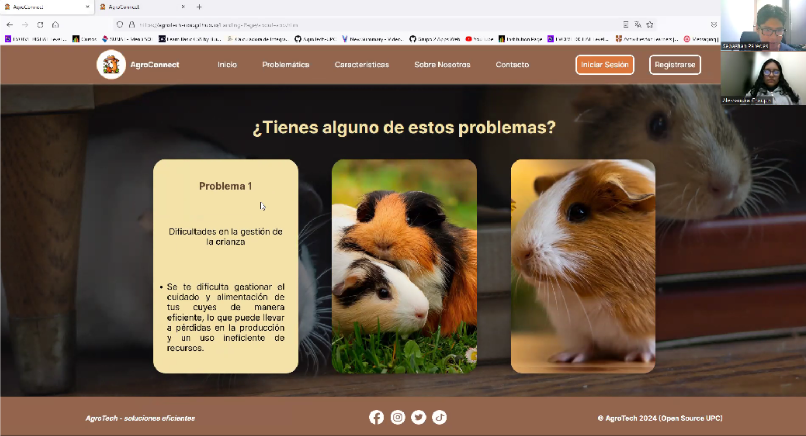 AgroConnect
AgroConnect
YouTube
AgroConnect
Inicio
Problemática
Características
Sobre Nosotros
Contacto
Iniciar Sesión
Registrarse
¿Tienes alguno de estos problemas?
Problema 1
Dificultades en la gestión de
la crianza
• Se te dificulta gestionar el
cuidado y alimentación de
tus cuyes de manera
eficiente, lo que puede llevar
a pérdidas en la producción
y un uso ineficiente de
recursos.
AgroTech - soluciones eficientes
© AgroTech 2024 (Open Source UPC)